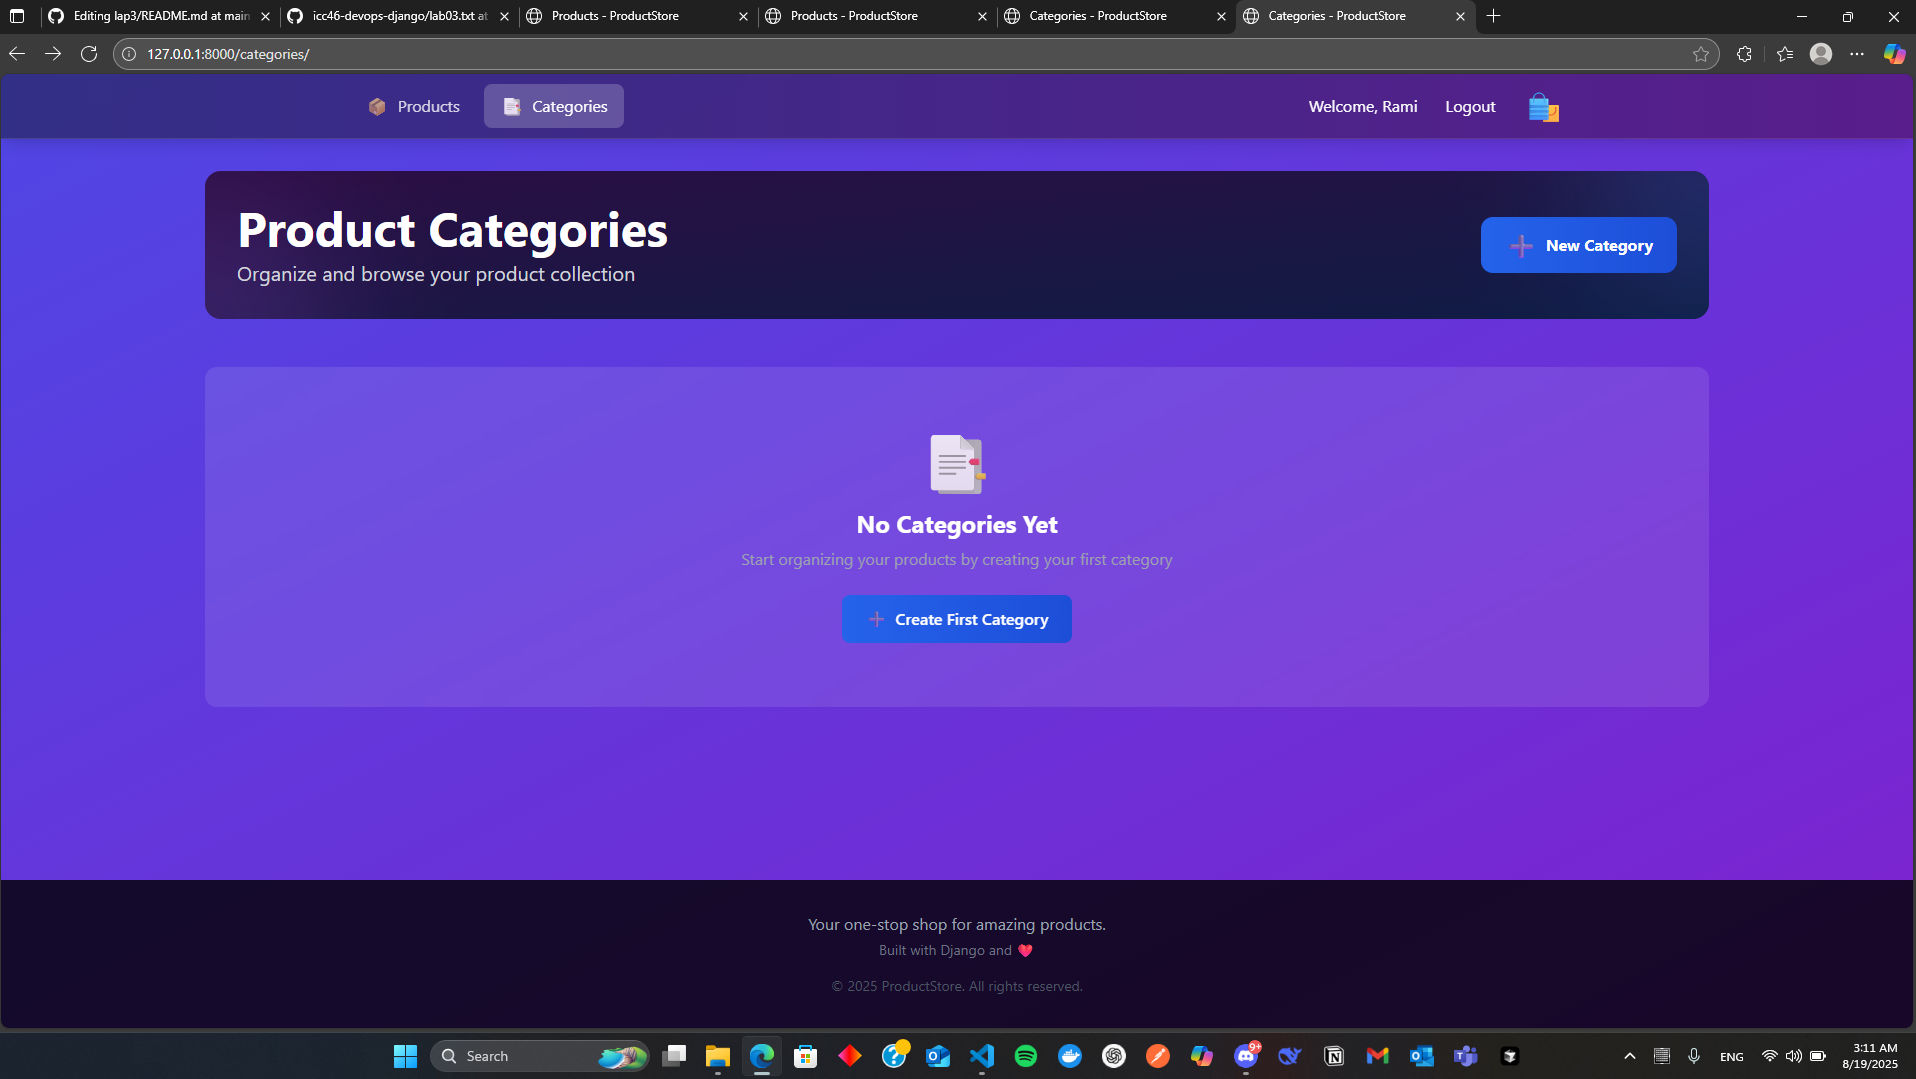 Editing lap3/README.md at main
icc46-devops-django/lab03.txt at
Products - ProductStore
Products - ProductStore
Categories - ProductStore
Categories - ProductStore
127.0.0.1:8000/categories/
Products
Categories
Welcome, Rami
Logout
Product Categories
Organize and browse your product collection
New Category
No Categories Yet
Start organizing your products by creating your first category
Create First Category
Your one-stop shop for amazing products.
Built with Django and
© 2025 ProductStore. All rights reserved.
Search
9+
ENG
3:11 AM
8/19/2025